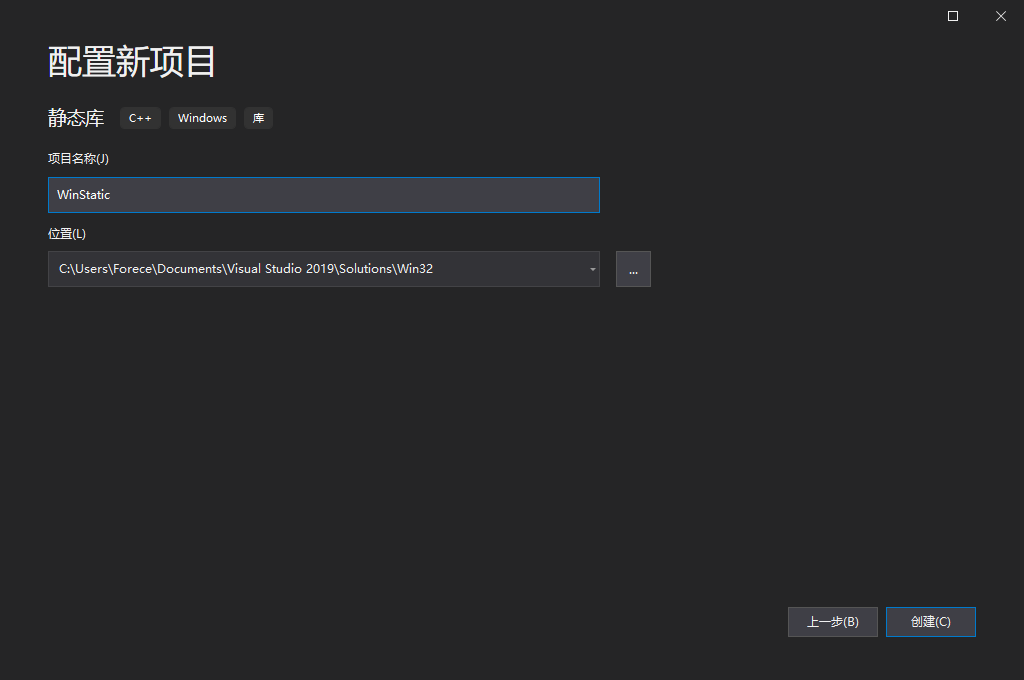 配置新项目
静态库 C++ Windows 库
项目名称(J)
WinStatic
位置(L)
C:\Users\Forece\Documents\Visual Studio 2019\Solutions\Win32 ...
上一步(B) 创建(C)